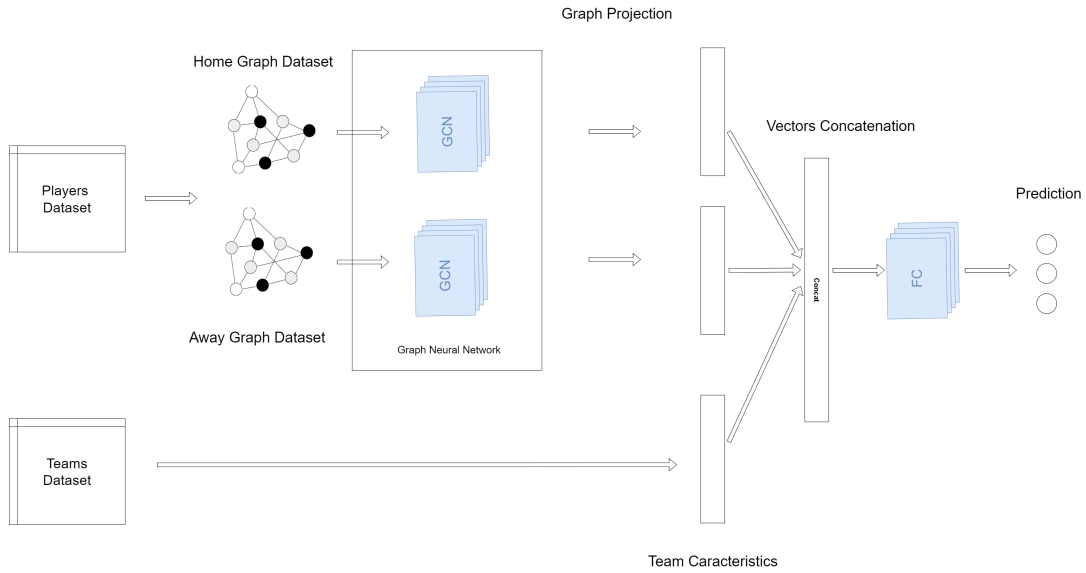 Graph Projection
Home Graph Dataset
GCN
Vectors Concatenation
Players
Dataset
Prediction
GCN
FC
Concat
Away Graph Dataset
Graph Neural Network
Teams
Dataset
Team Caracteristics